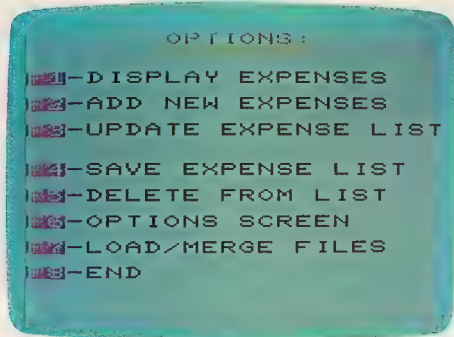 OPTIONS:
#1-DISPLAY EXPENSES
#2-ADD NEW EXPENSES
#3-UPDATE EXPENSE LIST
#4-SAVE EXPENSE LIST
#5-DELETE FROM LIST
#6-OPTIONS SCREEN
#7-LOAD/MERGE FILES
#8-END